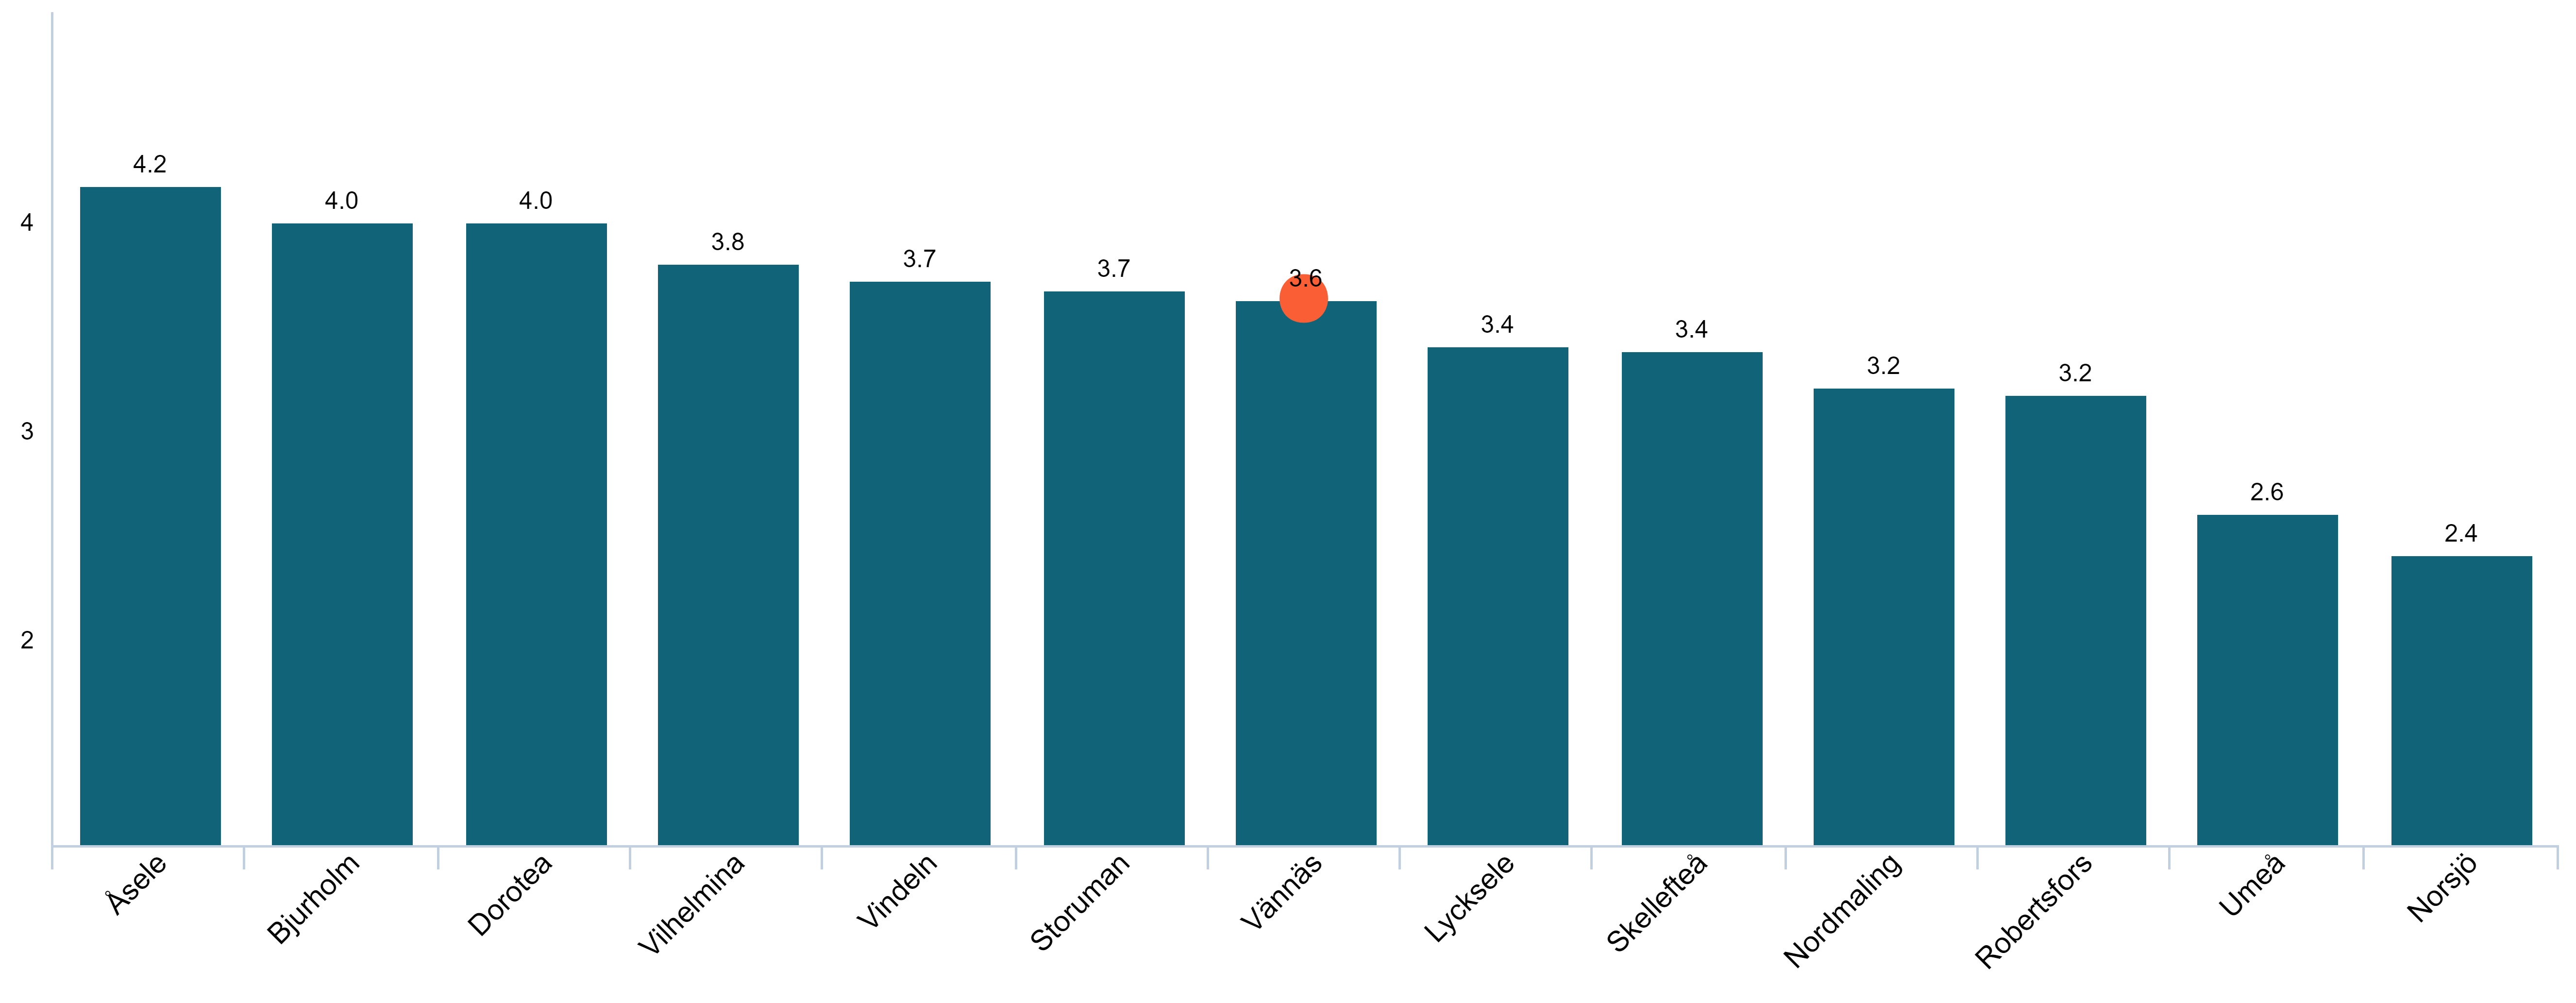 4.2
4.0
4.0
3.8
3.7
3.7
3.6
3.4
3.4
3.2
3.2
2.6
2.4
4
3
2
Åsele
Bjurholm
Dorotea
Vilhelmina
Vindeln
Storuman
Vännäs
Lycksele
Skellefteå
Nordmaling
Robertsfors
Umeå
Norsjö